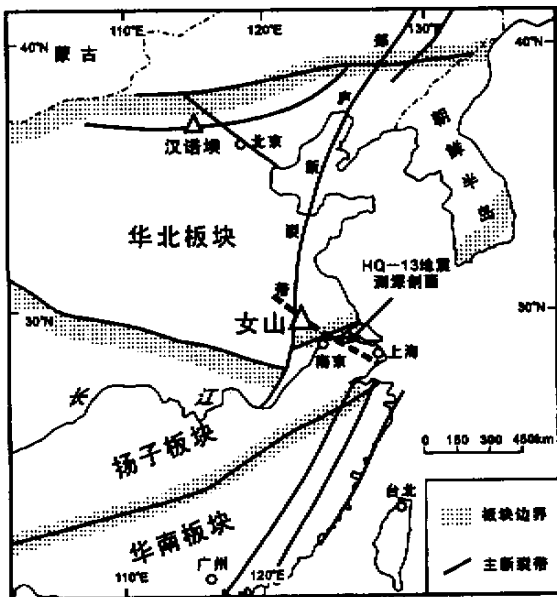 110°E
120°E
130°E
40°N
40°N
蒙古
郯
庐
断
裂
带
朝
鲜
半
岛
汉诺坝
北京
华北板块
HQ-13地震
测深剖面
30°N
30°N
女山
南京
上海
长
江
扬子板块
0 150 300 450km
台北
华南板块
板块边界
广州
主断裂带
110°E
120°E